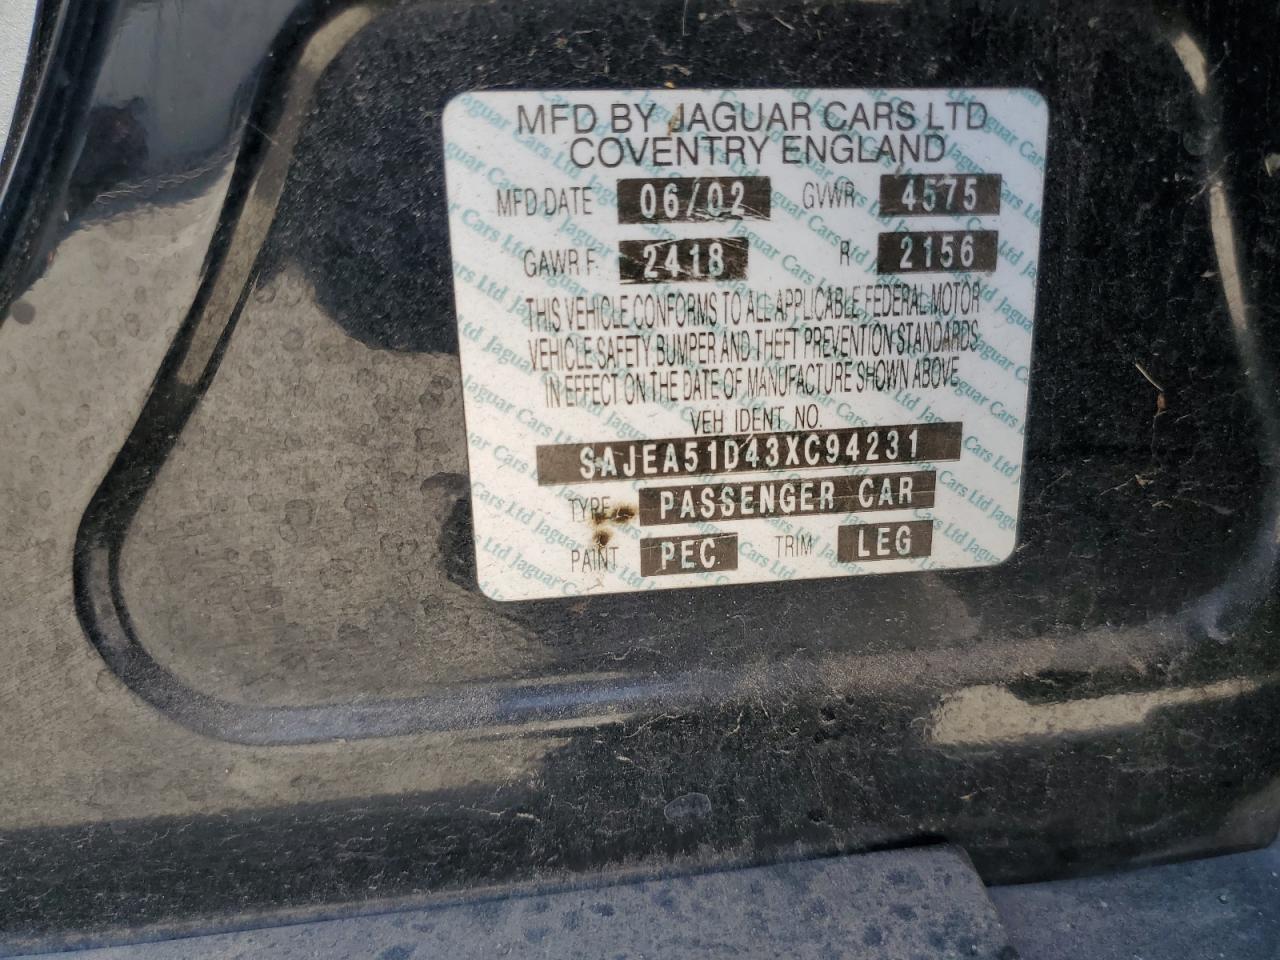 MFD BY JAGUAR CARS LTD
COVENTRY ENGLAND
MFD DATE 06/02 GVWR 4575
GAWR F. 2418 R 2156
THIS VEHICLE CONFORMS TO ALL APPLICABLE FEDERAL MOTOR
VEHICLE SAFETY BUMPER AND THEFT PREVENTION STANDARDS
IN EFFECT ON THE DATE OF MANUFACTURE SHOWN ABOVE
VEH IDENT NO.
SAJEA51D43XC94231
TYPE PASSENGER CAR
PAINT PEC TRIM LEG